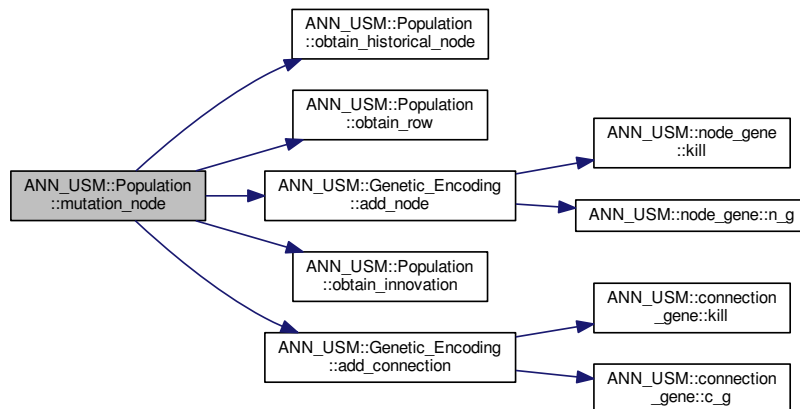 ANN_USM::Population
::obtain_historical_node
ANN_USM::Population
::obtain_row
ANN_USM::node_gene
::kill
ANN_USM::Population
::mutation_node
ANN_USM::Genetic_Encoding
::add_node
ANN_USM::node_gene::n_g
ANN_USM::Population
::obtain_innovation
ANN_USM::connection
_gene::kill
ANN_USM::Genetic_Encoding
::add_connection
ANN_USM::connection
_gene::c_g